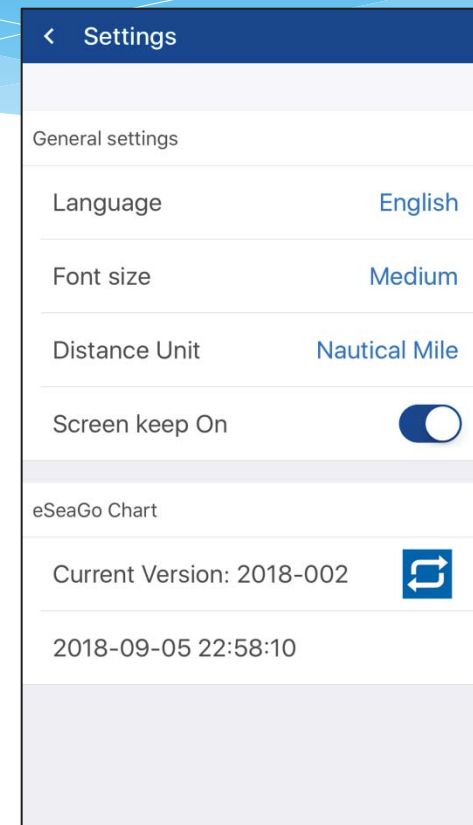 Settings
General settings
Language English
Font size Medium
Distance Unit Nautical Mile
Screen keep On
eSeaGo Chart
Current Version: 2018-002
2018-09-05 22:58:10